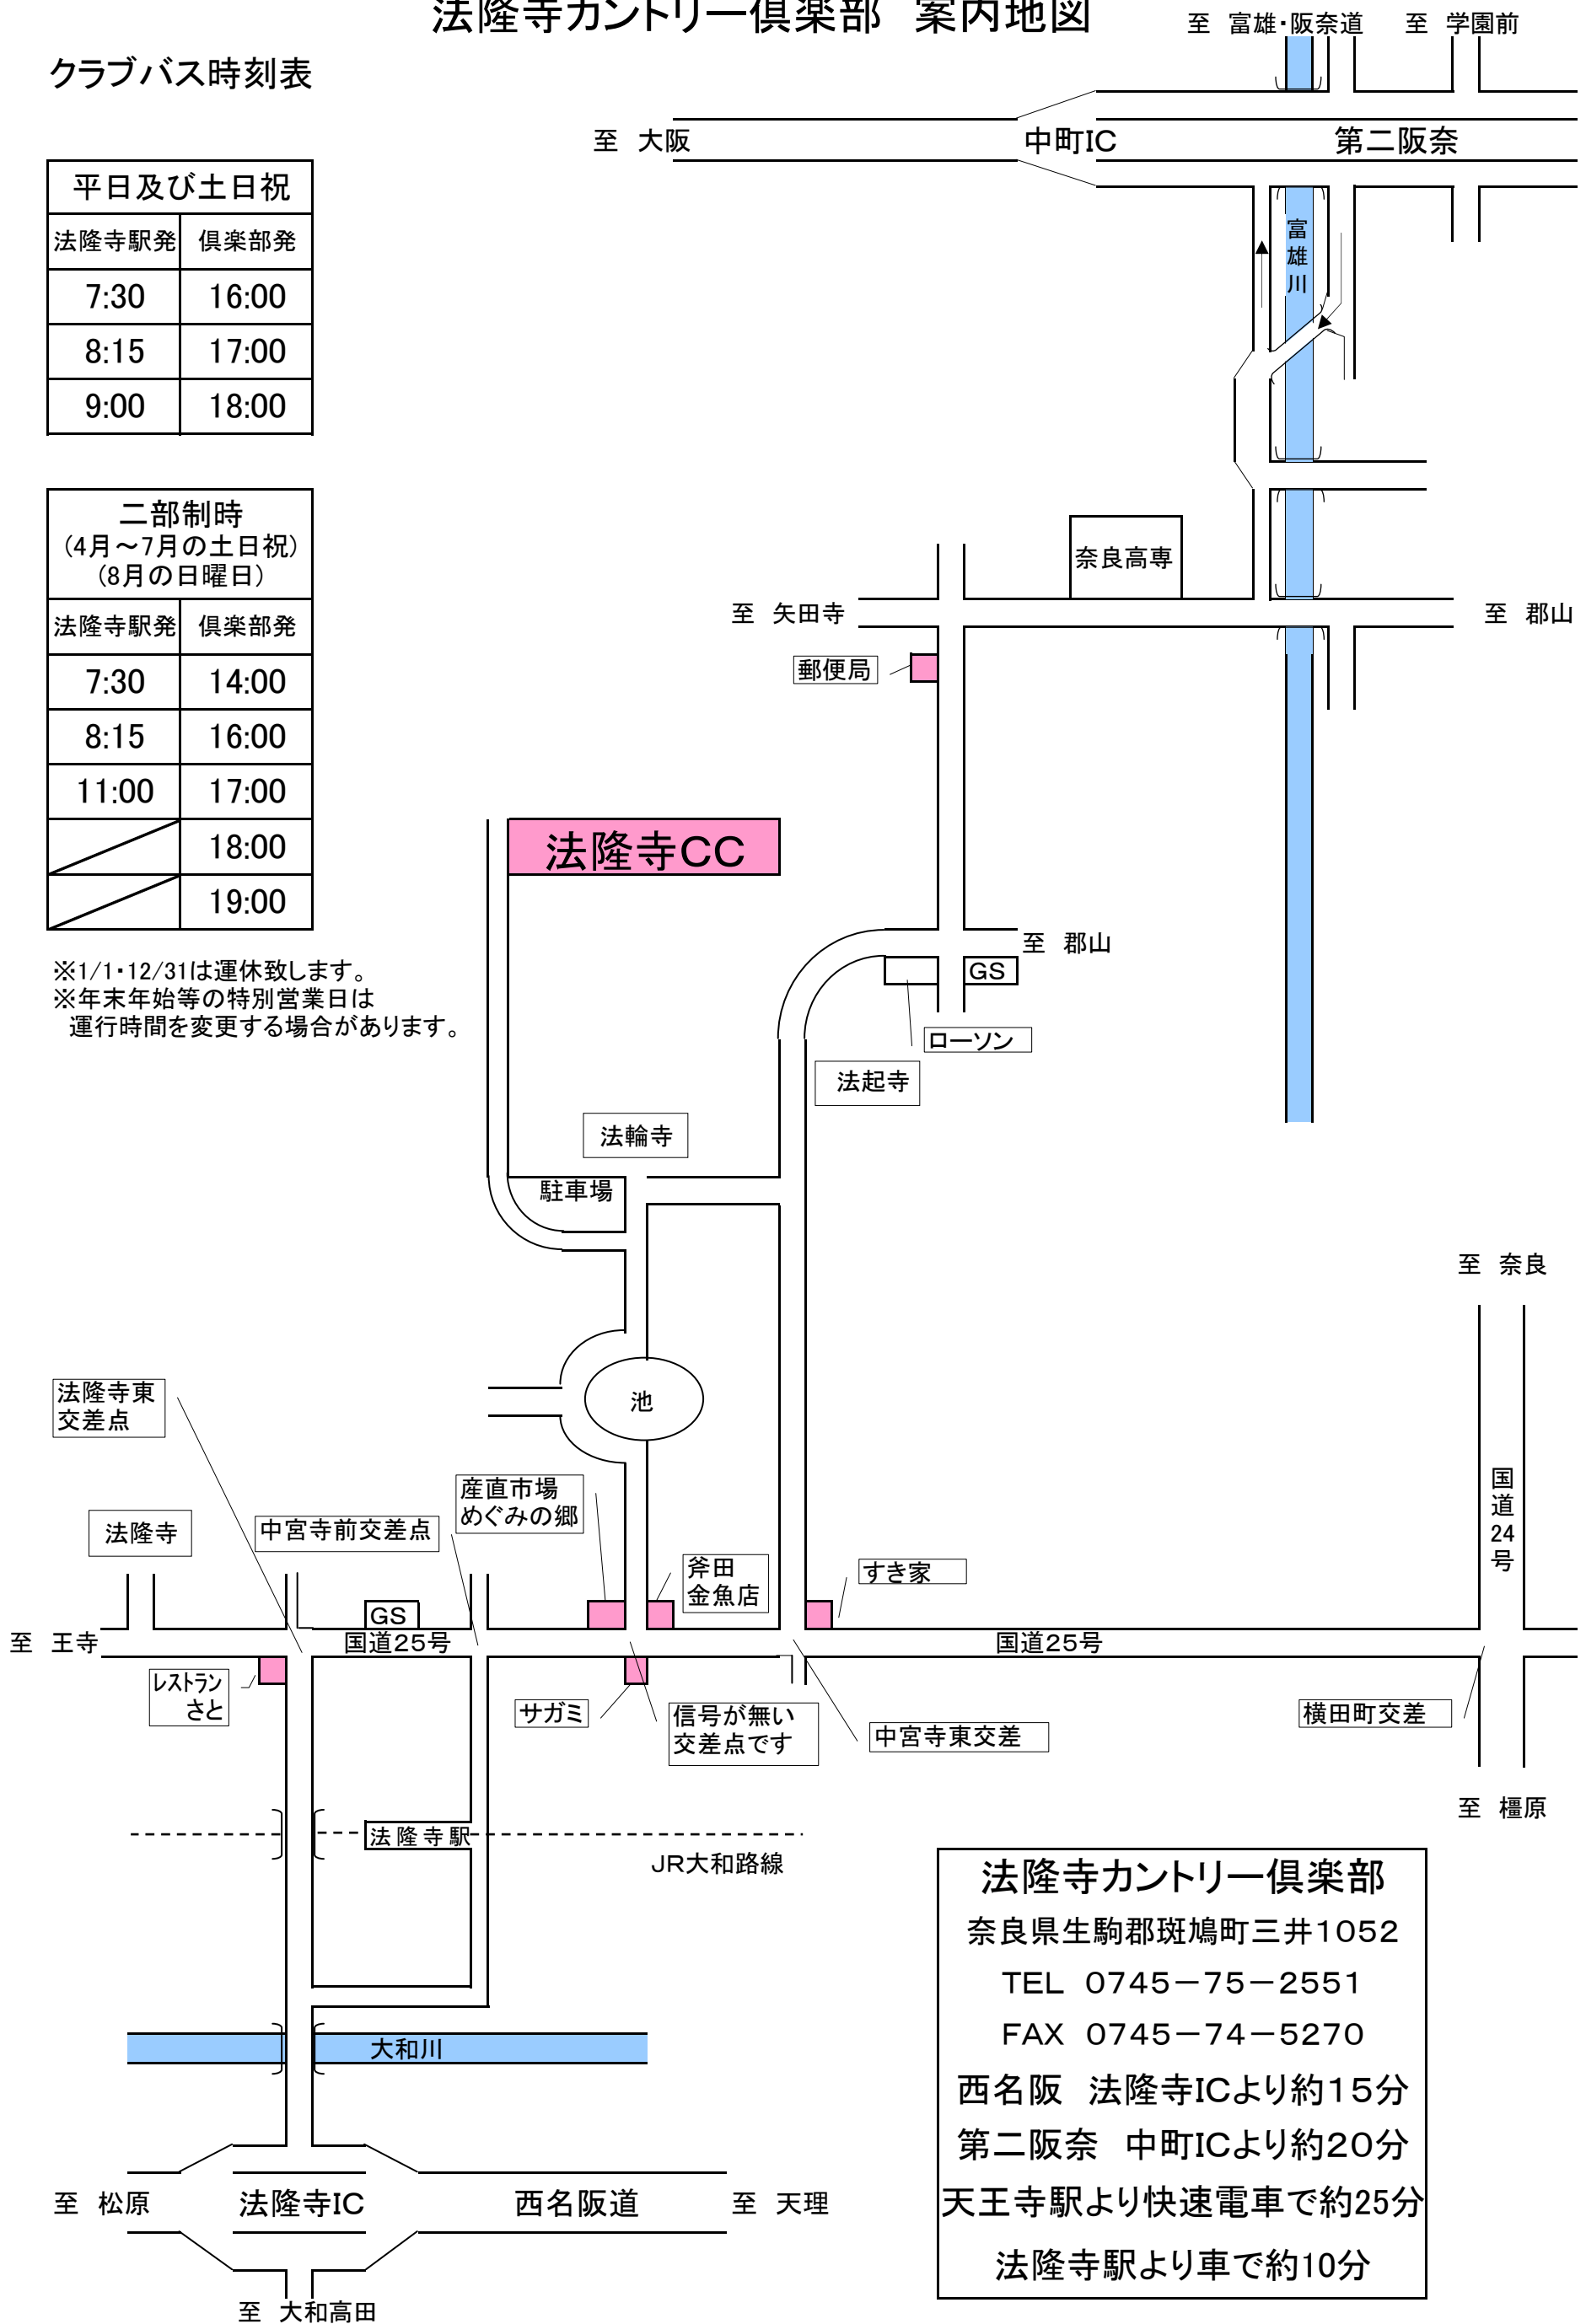 法隆寺カントリー倶楽部　案内地図
クラブバス時刻表
平日及び土日祝
法隆寺駅発 倶楽部発
7:30 16:00
8:15 17:00
9:00 18:00
二部制時
(4月～7月の土日祝)
(8月の日曜日)
法隆寺駅発 倶楽部発
7:30 14:00
8:15 16:00
11:00 17:00
18:00
19:00
※1/1・12/31は運休致します。
※年末年始等の特別営業日は
運行時間を変更する場合があります。
至　富雄・阪奈道
至　学園前
至　大阪
中町IC
第二阪奈
富雄川
奈良高専
至　矢田寺
至　郡山
郵便局
法隆寺CC
至　郡山
GS
ローソン
法起寺
法輪寺
駐車場
至　奈良
池
法隆寺東
交差点
産直市場
めぐみの郷
国道24号
法隆寺
中宮寺前交差点
斧田
金魚店
すき家
GS
至　王寺
国道25号
国道25号
レストラン
さと
サガミ
信号が無い
交差点です
中宮寺東交差
横田町交差
至　橿原
法隆寺駅
JR大和路線
大和川
至　松原
法隆寺IC
西名阪道
至　天理
至　大和高田
法隆寺カントリー倶楽部
奈良県生駒郡斑鳩町三井1052
TEL　0745－75－2551
FAX　0745－74－5270
西名阪　法隆寺ICより約15分
第二阪奈　中町ICより約20分
天王寺駅より快速電車で約25分
法隆寺駅より車で約10分